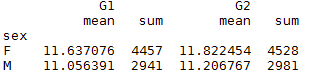 G1 G2
mean sum mean sum
sex
F 11.637076 4457 11.822454 4528
M 11.056391 2941 11.206767 2981